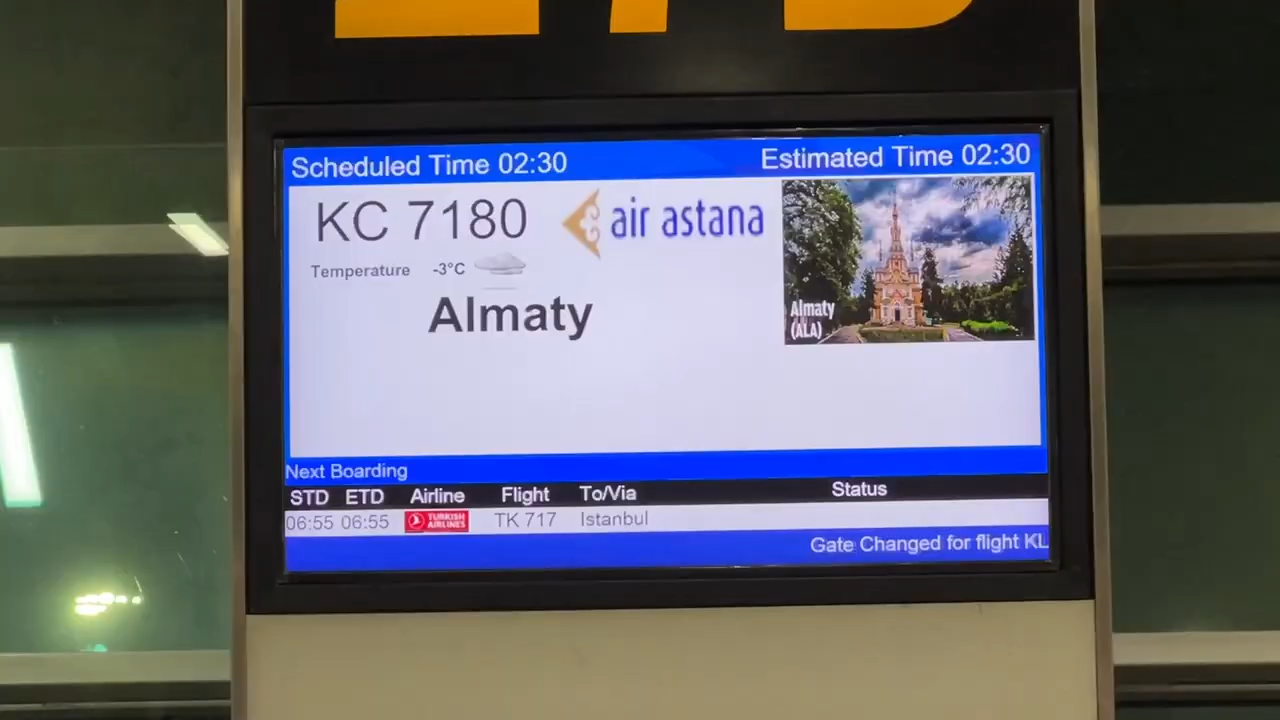 Scheduled Time 02:30
Estimated Time 02:30
KC 7180
air astana
Temperature -3°C
Almaty
Almaty
(ALA)
Next Boarding
STD ETD Airline Flight To/Via Status
06:55 06:55 TURKISH AIRLINES TK 717 Istanbul
Gate Changed for flight KL